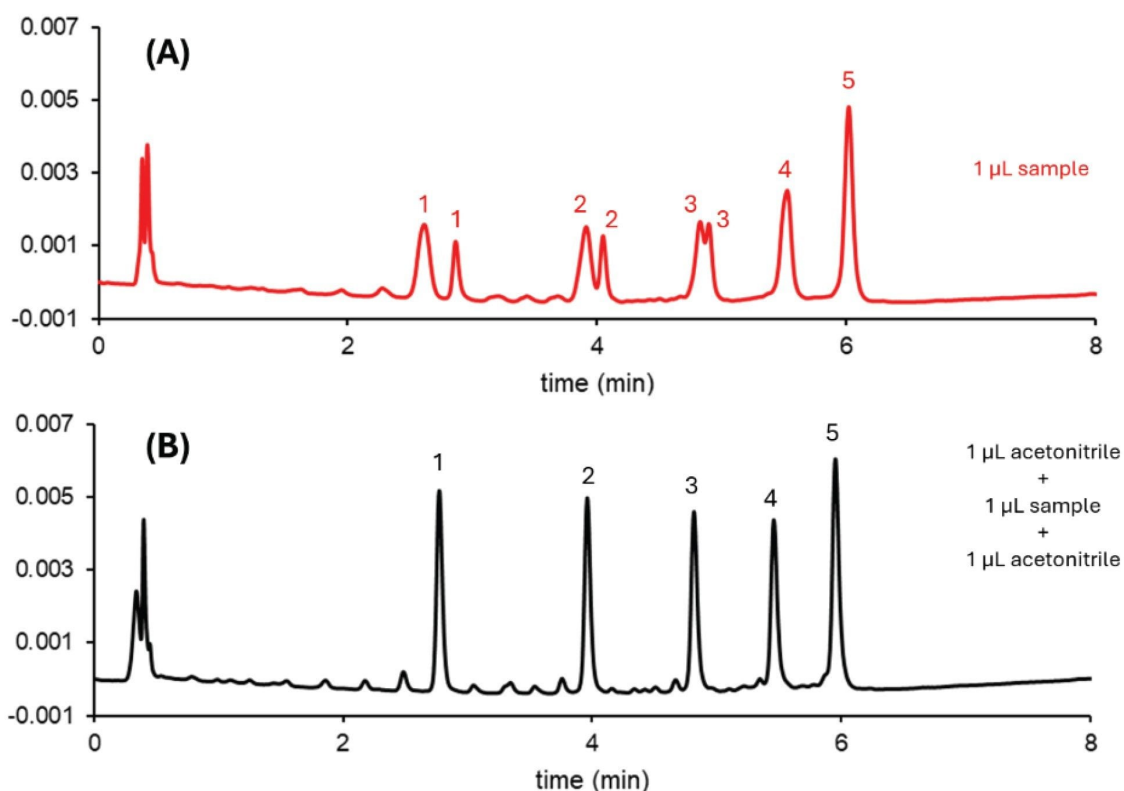 0.007
(A)
5
0.005
4
1 µL sample
0.003
1 1 2 2 3 3
0.001
-0.001
0 2 4 6 8
time (min)
0.007
(B)
5
1 µL acetonitrile
1 2 3 4
+
0.005
1 µL sample
+
1 µL acetonitrile
0.003
0.001
-0.001
0 2 4 6 8
time (min)